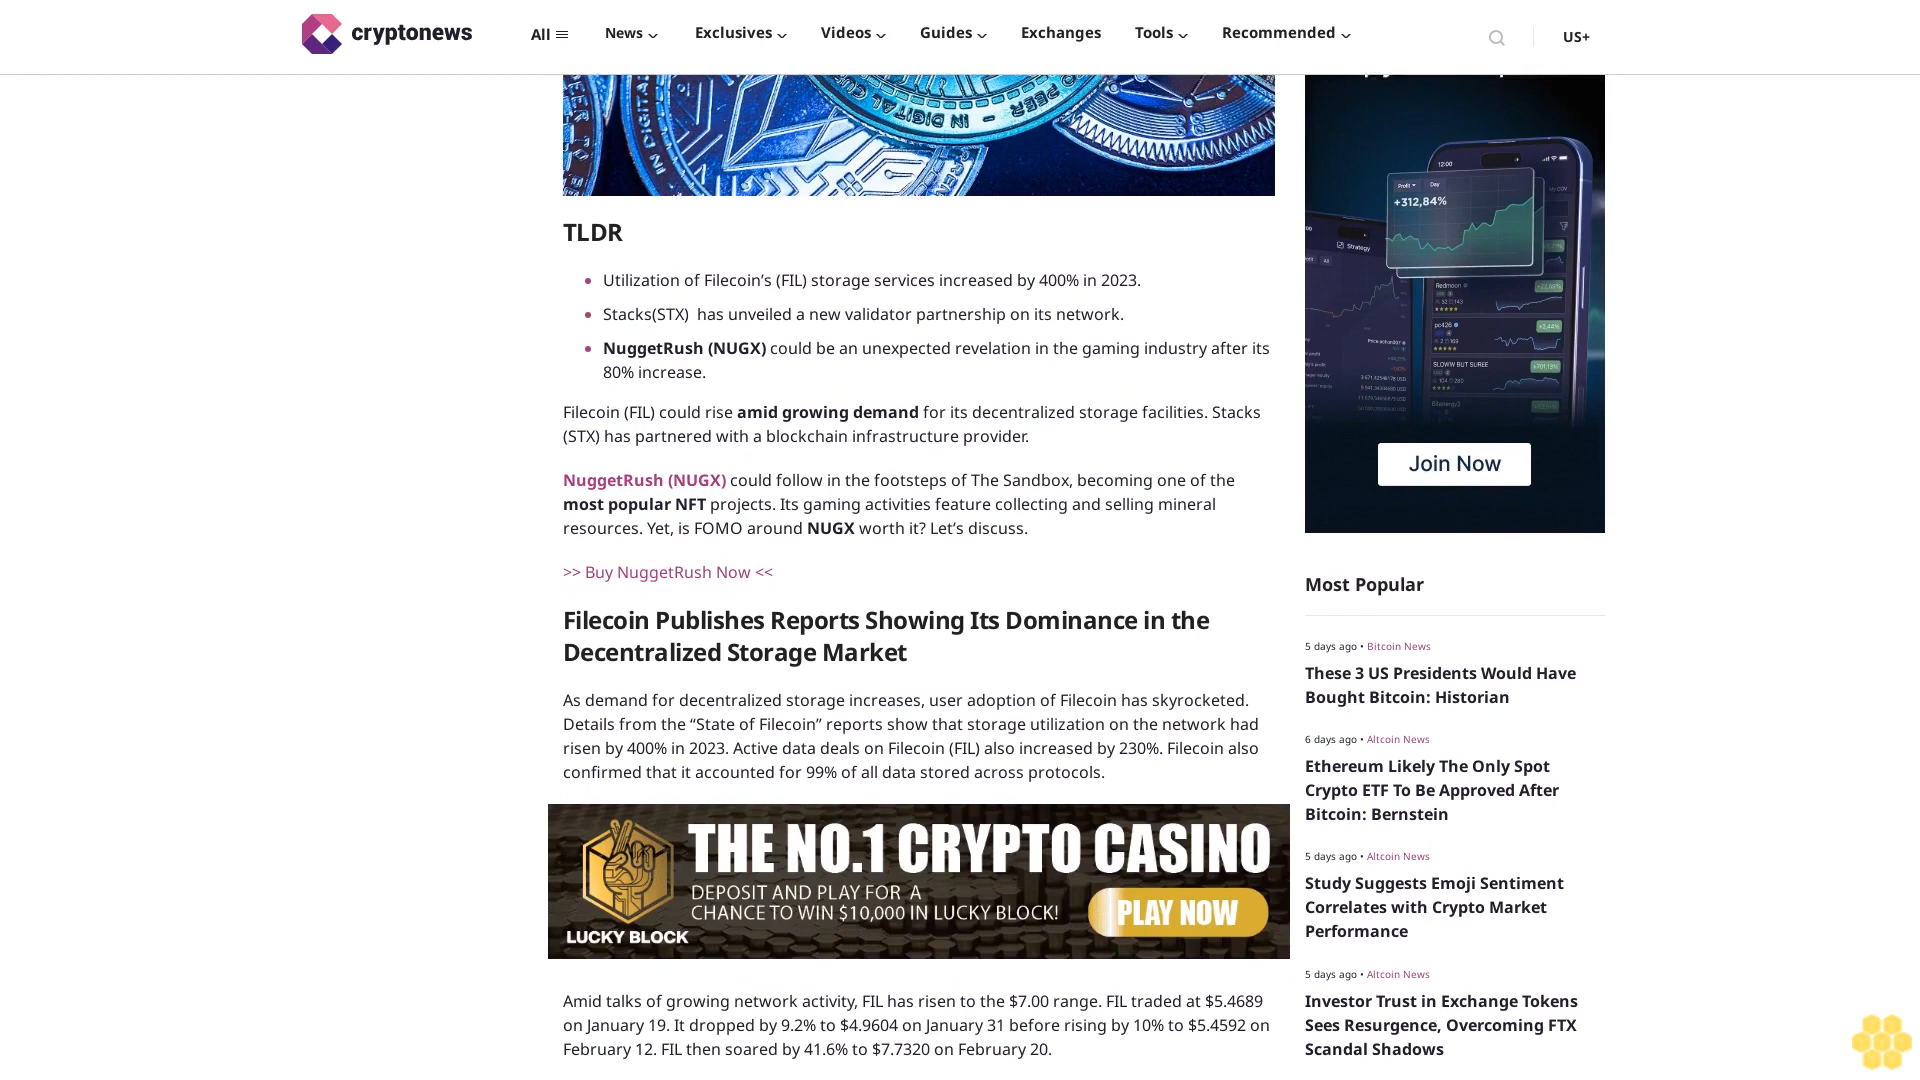 cryptonews
All
News
Exclusives
Videos
Guides
Exchanges
Tools
Recommended
US+
TLDR
Utilization of Filecoin’s (FIL) storage services increased by 400% in 2023.
Stacks(STX)  has unveiled a new validator partnership on its network.
NuggetRush (NUGX) could be an unexpected revelation in the gaming industry after its
80% increase.
Filecoin (FIL) could rise amid growing demand for its decentralized storage facilities. Stacks
(STX) has partnered with a blockchain infrastructure provider.
NuggetRush (NUGX) could follow in the footsteps of The Sandbox, becoming one of the
most popular NFT projects. Its gaming activities feature collecting and selling mineral
resources. Yet, is FOMO around NUGX worth it? Let’s discuss.
>> Buy NuggetRush Now <<
Filecoin Publishes Reports Showing Its Dominance in the
Decentralized Storage Market
As demand for decentralized storage increases, user adoption of Filecoin has skyrocketed.
Details from the “State of Filecoin” reports show that storage utilization on the network had
risen by 400% in 2023. Active data deals on Filecoin (FIL) also increased by 230%. Filecoin also
confirmed that it accounted for 99% of all data stored across protocols.
THE NO.1 CRYPTO CASINO
DEPOSIT AND PLAY FOR A
CHANCE TO WIN $10,000 IN LUCKY BLOCK!
PLAY NOW
LUCKY BLOCK
Amid talks of growing network activity, FIL has risen to the $7.00 range. FIL traded at $5.4689
on January 19. It dropped by 9.2% to $4.9604 on January 31 before rising by 10% to $5.4592 on
February 12. FIL then soared by 41.6% to $7.7320 on February 20.
12:00
Profit
Day
+312,84%
Strategy
All
Redmoon
pc426
SLOWW BUT SUREE
+701,13%
Join Now
Most Popular
5 days ago • Bitcoin News
These 3 US Presidents Would Have
Bought Bitcoin: Historian
6 days ago • Altcoin News
Ethereum Likely The Only Spot
Crypto ETF To Be Approved After
Bitcoin: Bernstein
5 days ago • Altcoin News
Study Suggests Emoji Sentiment
Correlates with Crypto Market
Performance
5 days ago • Altcoin News
Investor Trust in Exchange Tokens
Sees Resurgence, Overcoming FTX
Scandal Shadows